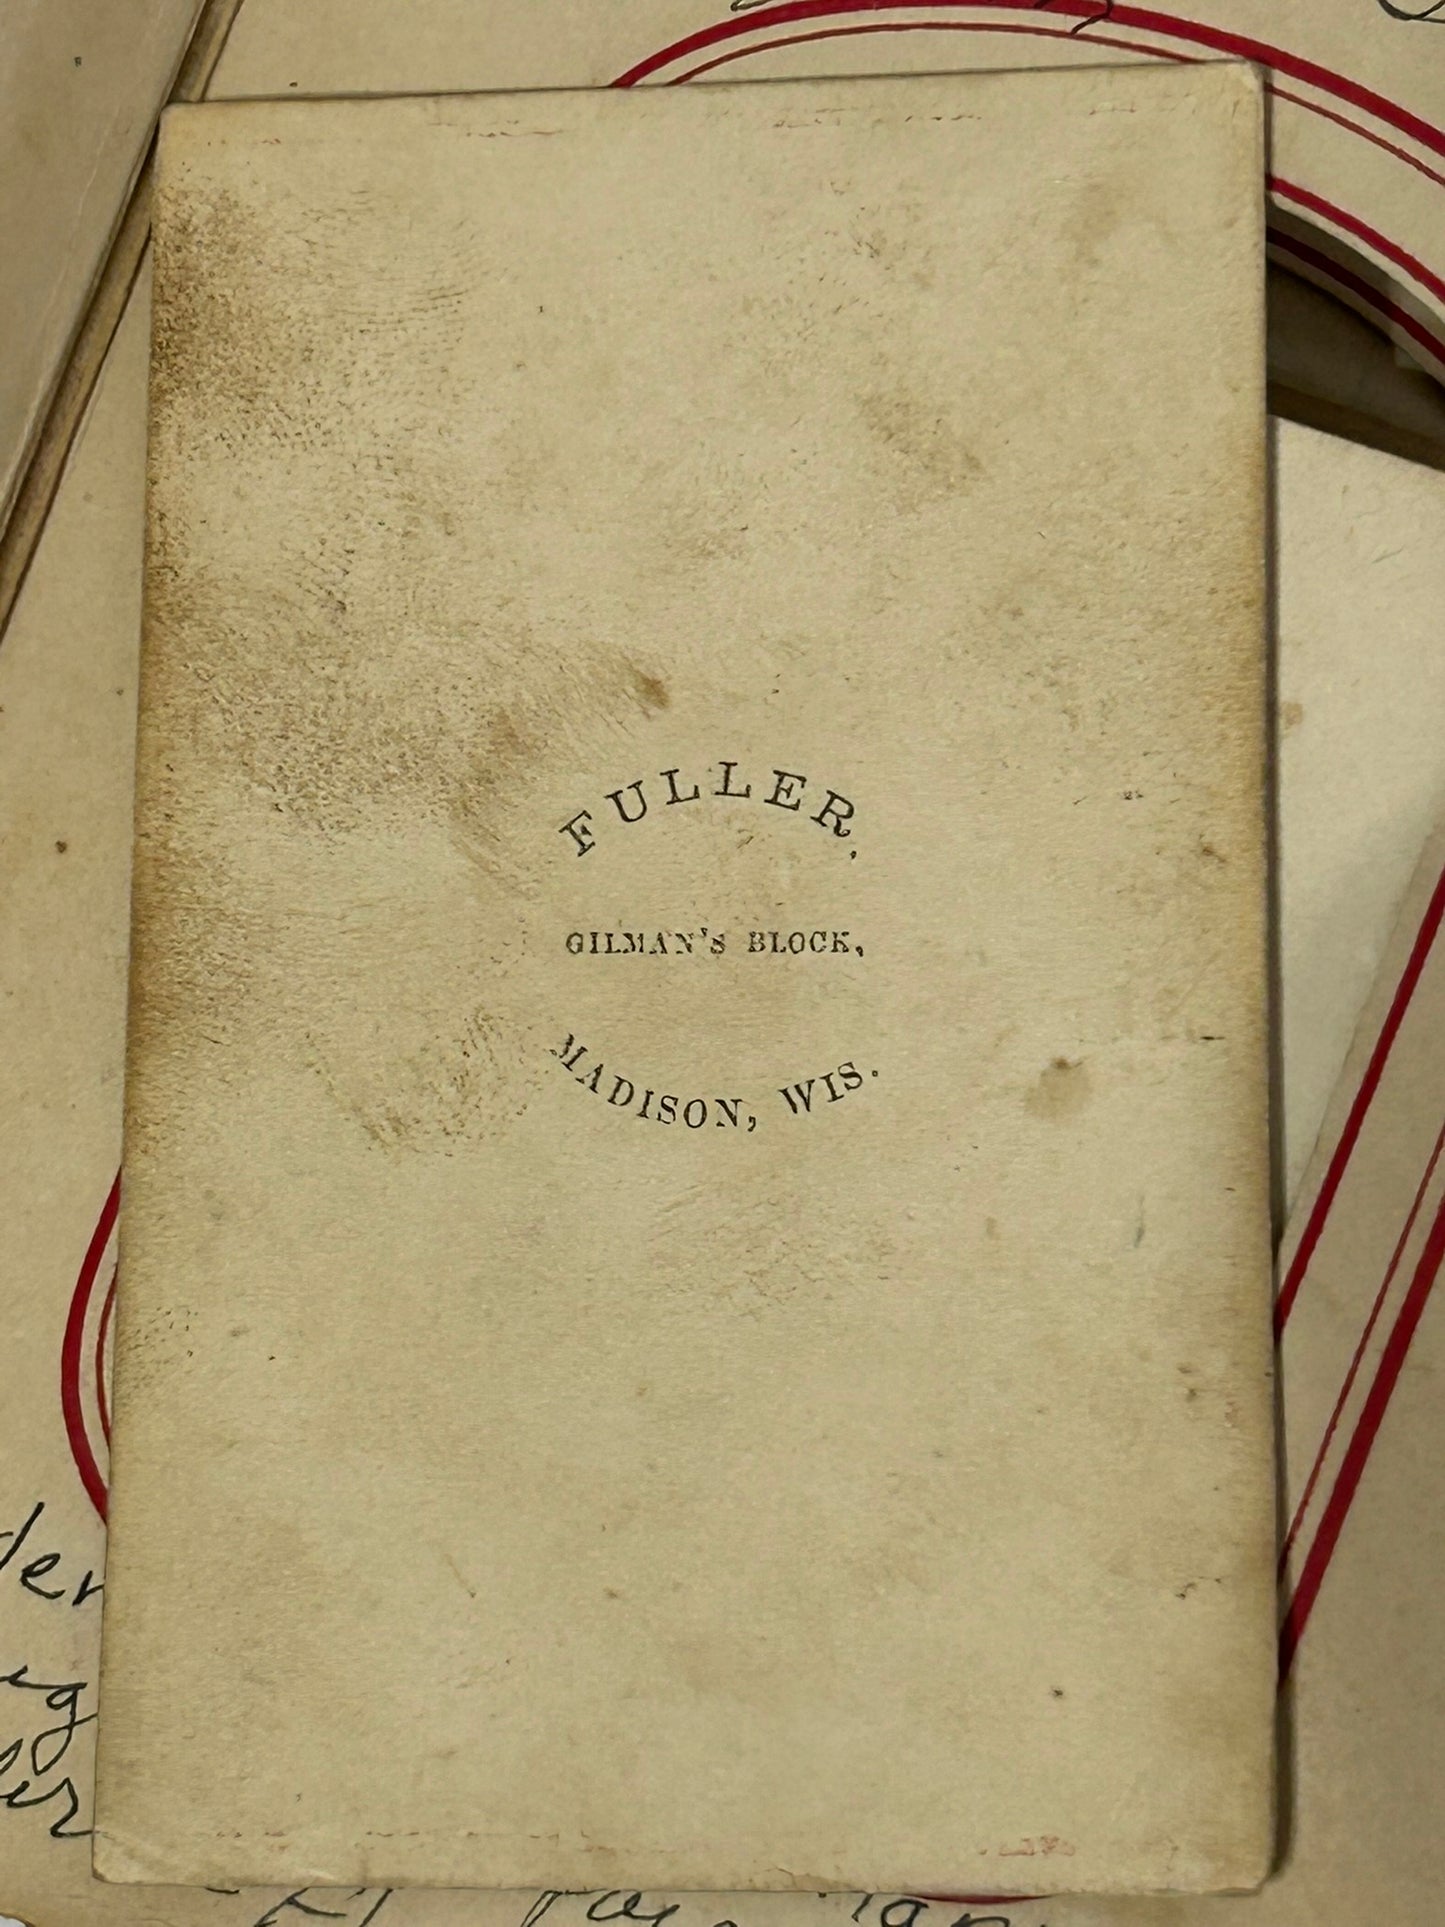 FULLER.
GILMAN'S BLOCK,
MADISON, WIS.